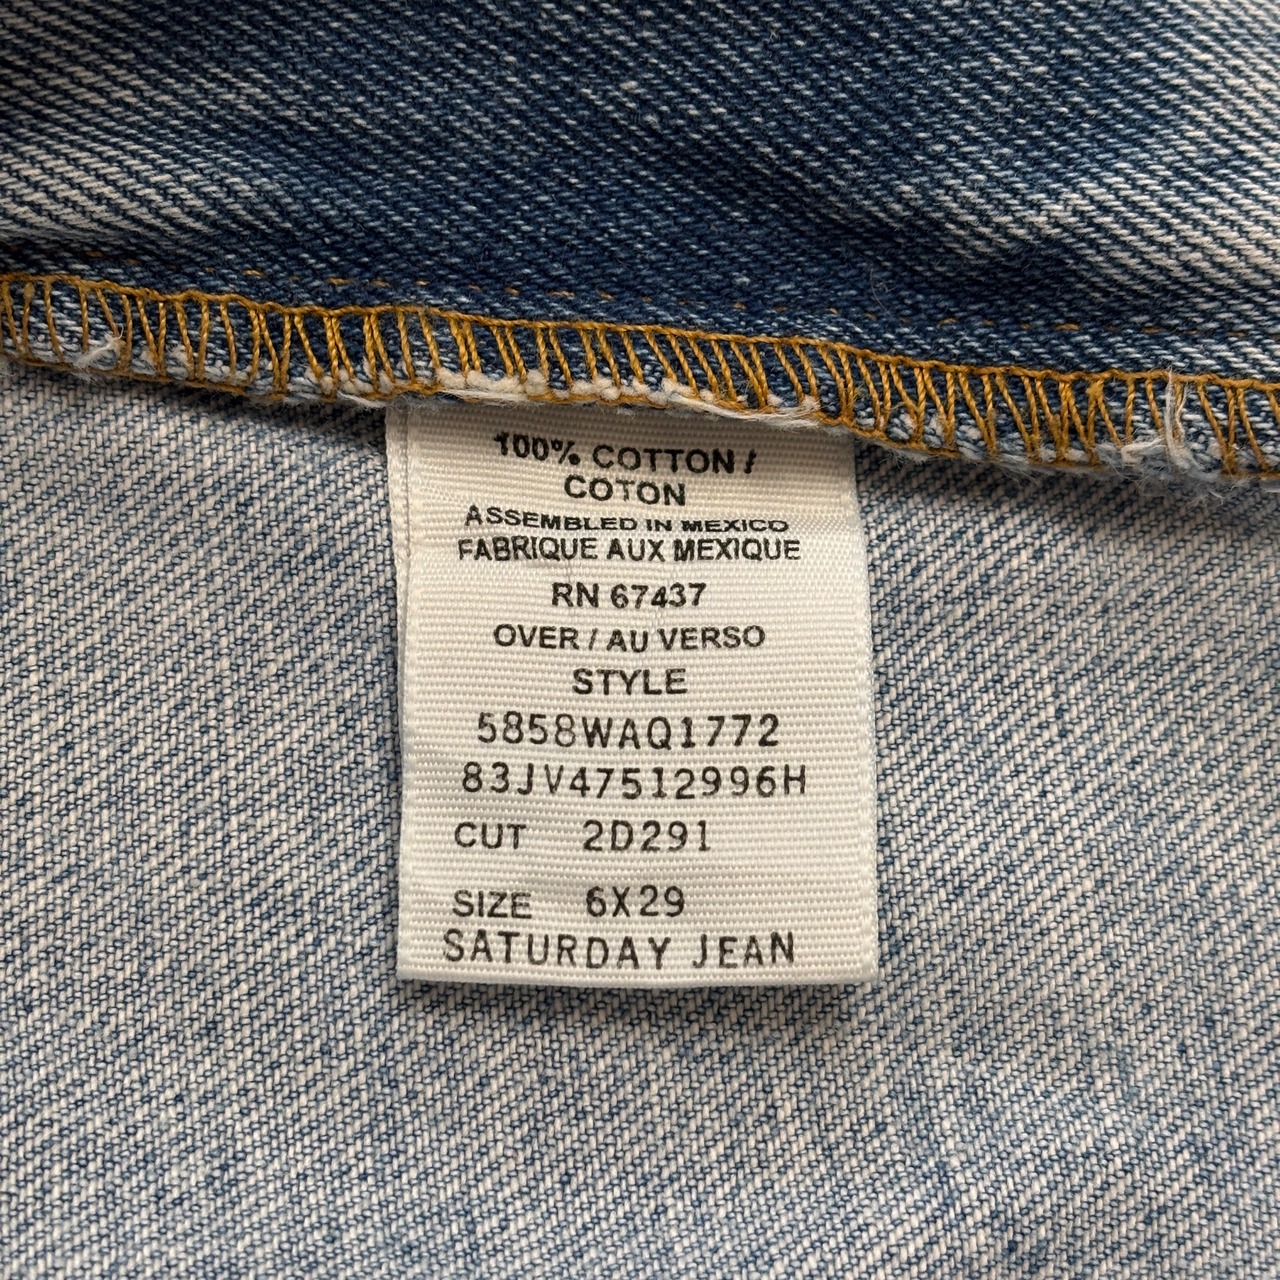 100% COTTON /
COTON
ASSEMBLED IN MEXICO
FABRIQUE AUX MEXIQUE
RN 67437
OVER / AU VERSO
STYLE
5858WAQ1772
83JV47512996H
CUT 2D291
SIZE 6X29
SATURDAY JEAN